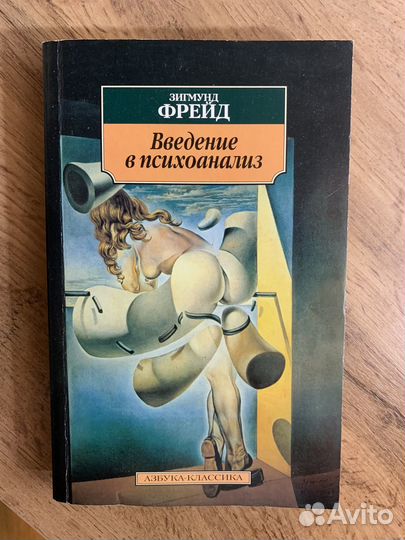 ЗИГМУНД
ФРЕЙД
Введение
в психоанализ
АЗБУКА-КЛАССИКА
Avito